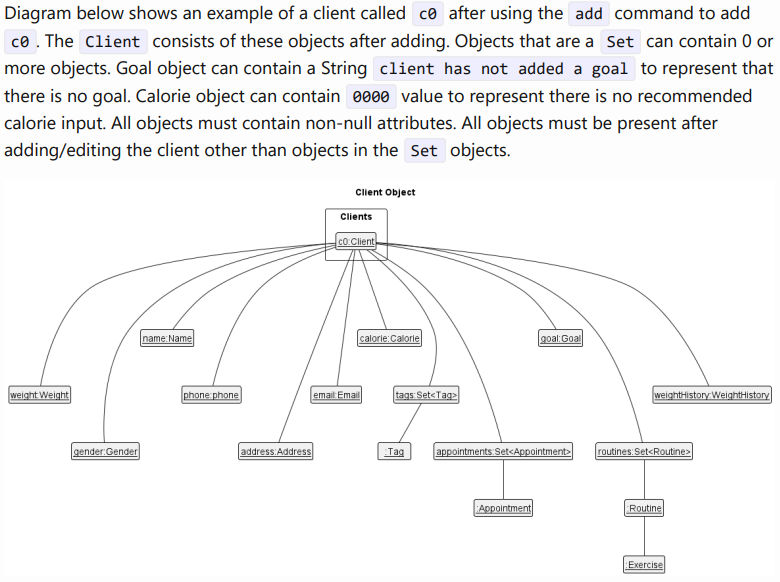 Diagram below shows an example of a client called c0 after using the add command to add
c0. The Client consists of these objects after adding. Objects that are a Set can contain 0 or
more objects. Goal object can contain a String client has not added a goal to represent that
there is no goal. Calorie object can contain 0000 value to represent there is no recommended
calorie input. All objects must contain non-null attributes. All objects must be present after
adding/editing the client other than objects in the Set objects.
Client Object
Clients
c0:Client
name:Name
calorie:Calorie
goal:Goal
weight:Weight
phone:phone
email:Email
tags:Set<Tag>
weightHistory:WeightHistory
gender:Gender
address:Address
:Tag
appointments:Set<Appointment>
routines:Set<Routine>
:Appointment
:Routine
:Exercise